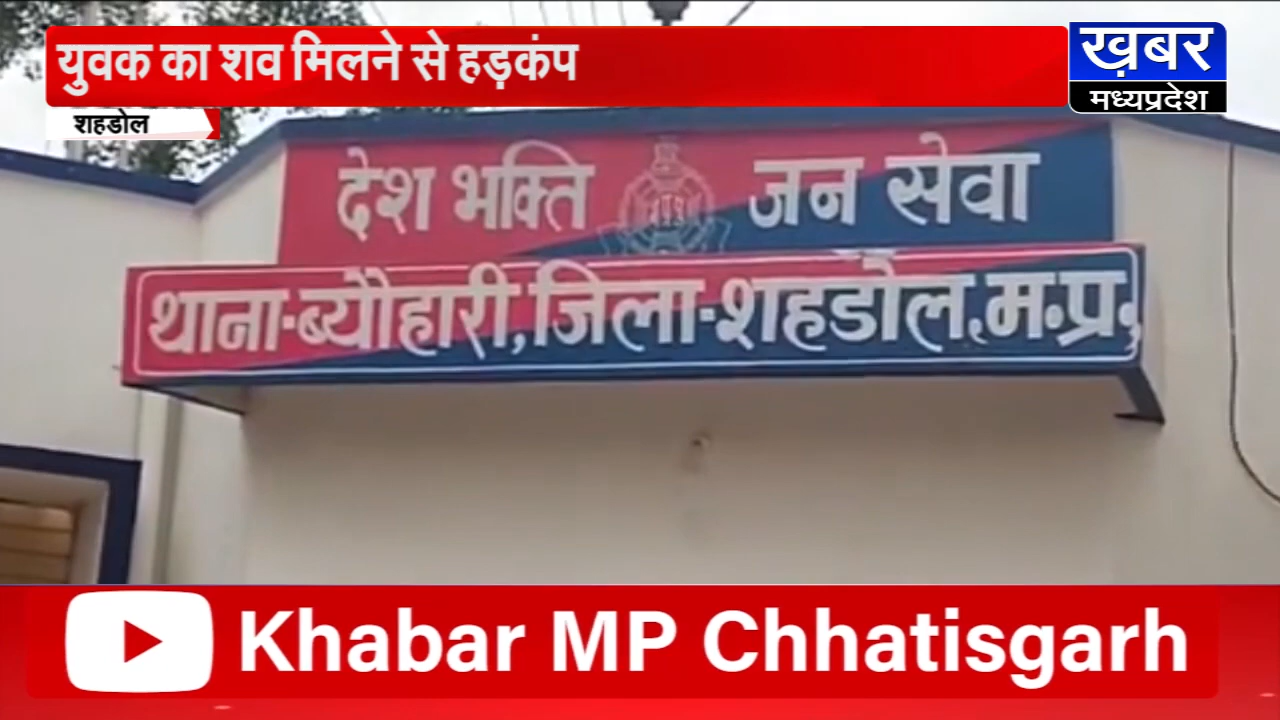 युवक का शव मिलने से हड़कंप
ख़बर
मध्यप्रदेश
शहडोल
देश भक्ति जन सेवा
थाना-ब्यौहारी,जिला-शहडोल,म.प्र.
Khabar MP Chhatisgarh